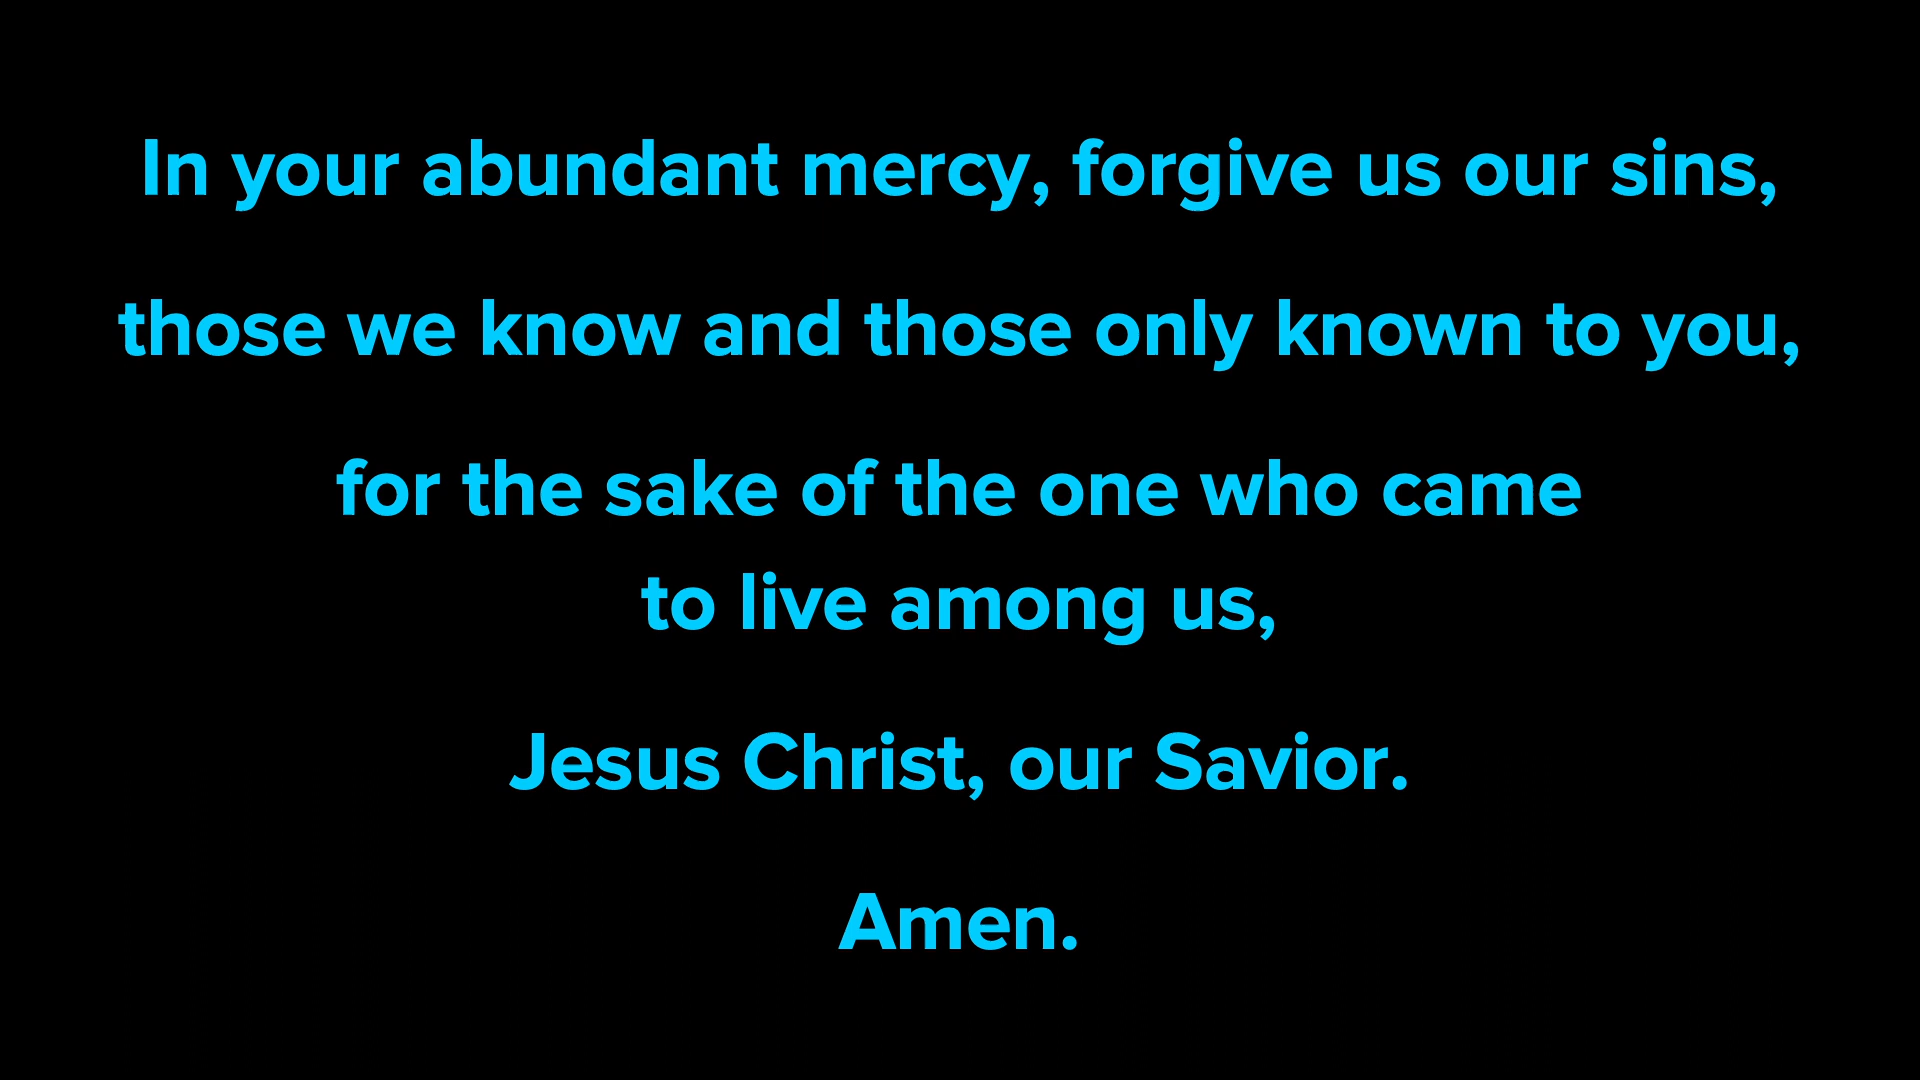 In your abundant mercy, forgive us our sins,
those we know and those only known to you,
for the sake of the one who came
to live among us,
Jesus Christ, our Savior.
Amen.